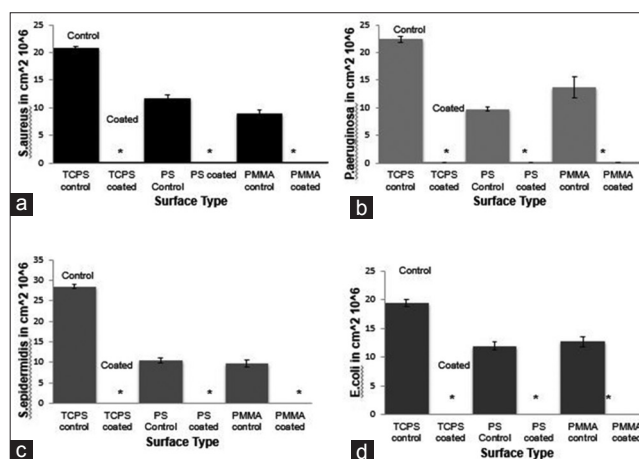 25
Control
20
15
10
Coated
5
* * *
0
TCPS control TCPS coated PS Control PS coated PMMA control PMMA coated
Surface Type
S.aureus in cm^2 10^6
a
25
Control
20
15
10
Coated
5
* * *
0
TCPS control TCPS coated PS Control PS coated PMMA control PMMA coated
Surface Type
P.aeruginosa in cm^2 10^6
b
35
Control
30
25
20
15
10
Coated
5
* * *
0
TCPS control TCPS coated PS Control PS coated PMMA control PMMA coated
Surface Type
S.epidermidis in cm^2 10^6
c
25
Control
20
15
10
Coated
5
* * *
0
TCPS control TCPS coated PS Control PS coated PMMA control PMMA coated
Surface Type
E.coli in cm^2 10^6
d